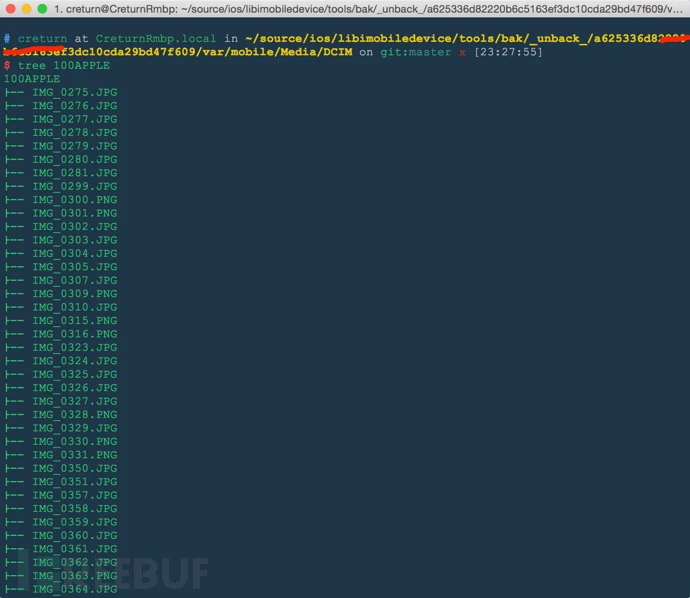 1. creturn@CreturnRmbp: ~/source/ios/libimobiledevice/tools/bak/_unback_/a625336d82220b6c5163ef3dc10cda29bd47f609/v...
# creturn at CreturnRmbp.local in ~/source/ios/libimobiledevice/tools/bak/_unback_/a625336d82220
b6c5163ef3dc10cda29bd47f609/var/mobile/Media/DCIM on git:master x [23:27:55]
$ tree 100APPLE
100APPLE
├── IMG_0275.JPG
├── IMG_0276.JPG
├── IMG_0277.JPG
├── IMG_0278.JPG
├── IMG_0279.JPG
├── IMG_0280.JPG
├── IMG_0281.JPG
├── IMG_0299.JPG
├── IMG_0300.PNG
├── IMG_0301.PNG
├── IMG_0302.JPG
├── IMG_0303.JPG
├── IMG_0304.JPG
├── IMG_0305.JPG
├── IMG_0307.JPG
├── IMG_0309.PNG
├── IMG_0310.JPG
├── IMG_0315.PNG
├── IMG_0316.PNG
├── IMG_0323.JPG
├── IMG_0324.JPG
├── IMG_0325.JPG
├── IMG_0326.JPG
├── IMG_0327.JPG
├── IMG_0328.PNG
├── IMG_0329.JPG
├── IMG_0330.PNG
├── IMG_0331.PNG
├── IMG_0350.JPG
├── IMG_0351.JPG
├── IMG_0357.JPG
├── IMG_0358.JPG
├── IMG_0359.JPG
├── IMG_0360.JPG
├── IMG_0361.JPG
├── IMG_0362.JPG
├── IMG_0363.PNG
├── IMG_0364.JPG